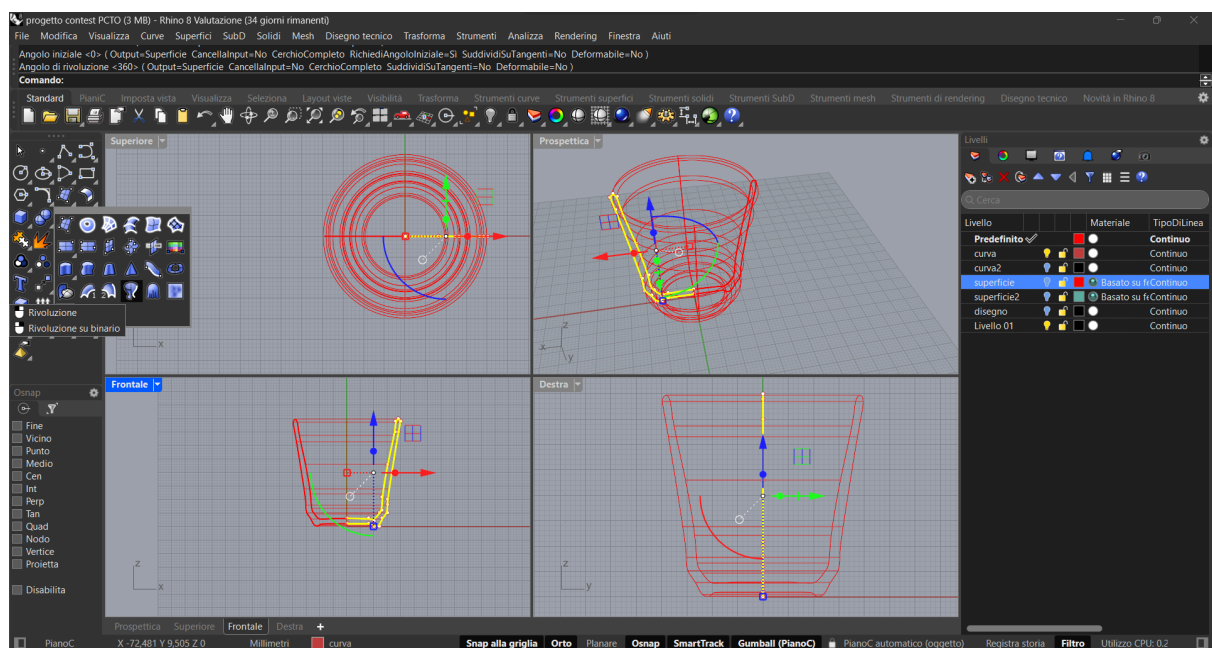 progetto contest PCTO (3 MB) - Rhino 8 Valutazione (34 giorni rimanenti)
File Modifica Visualizza Curve Superfici SubD Solidi Mesh Disegno tecnico Trasforma Strumenti Analizza Rendering Finestra Aiuti
Angolo iniziale <0> ( Output=Superficie CancellaInput=No CerchioCompleto RichiediAngoloIniziale=Sì SuddividiSuTangenti=No Deformabile=No )
Angolo di rivoluzione <360> ( Output=Superficie CancellaInput=No CerchioCompleto SuddividiSuTangenti=No Deformabile=No )
Comando:
Standard PianiC Imposta vista Visualizza Seleziona Layout viste Visibilità Trasforma Strumenti curve Strumenti superfici Strumenti solidi Strumenti SubD Strumenti mesh Strumenti di rendering Disegno tecnico Novità in Rhino 8
Superiore
x
Rivoluzione
Rivoluzione su binario
Prospettica
z
x
y
Livelli
Cerca
Livello Materiale TipoDiLinea
Predefinito Continuo
curva Continuo
curva2 Continuo
superficie Basato su fi Continuo
superficie2 Basato su fi Continuo
disegno Continuo
Livello 01 Continuo
Osnap
Fine
Vicino
Punto
Medio
Cen
Int
Perp
Tan
Quad
Nodo
Vertice
Proietta
Disabilita
Frontale
z
x
Destra
z
y
Prospettica Superiore Frontale Destra
PianoC X -72,481 Y 9,505 Z 0 Millimetri curva Snap alla griglia Orto Planare Osnap SmartTrack Gumball (PianoC) PianoC automatico (oggetto) Registra storia Filtro Utilizzo CPU: 0.2